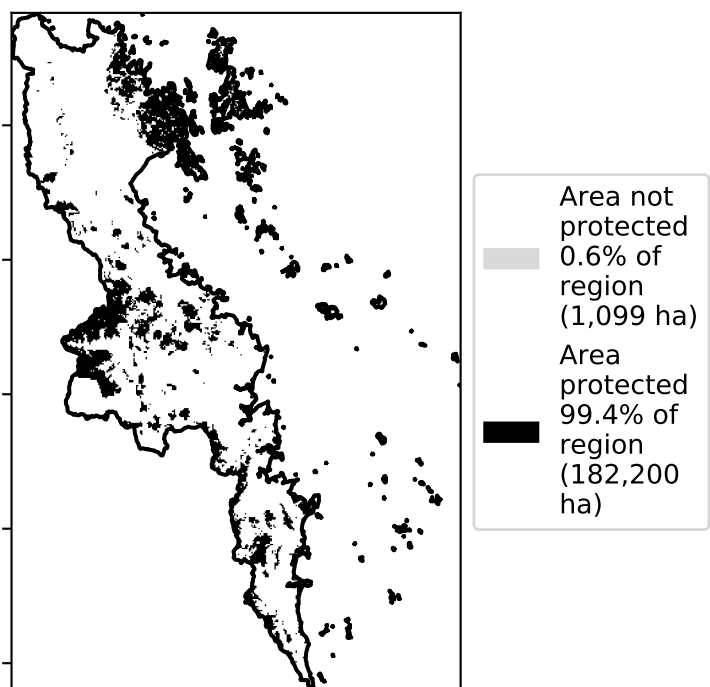 Area not
protected
0.6% of
region
(1,099 ha)
Area
protected
99.4% of
region
(182,200
ha)